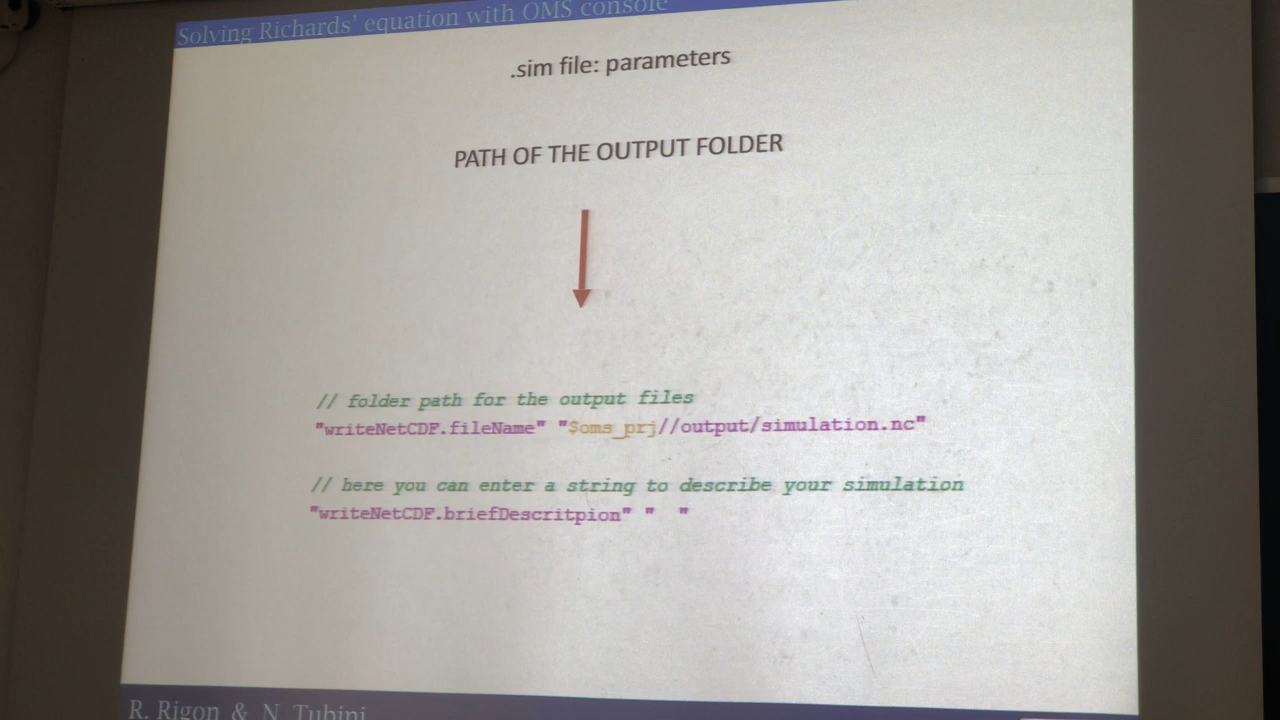 Solving Richards' equation with OMS console
.sim file: parameters
PATH OF THE OUTPUT FOLDER
// folder path for the output files
"writeNetCDF.fileName" "$oms_prj//output/simulation.nc"
// here you can enter a string to describe your simulation
"writeNetCDF.briefDescritpion" " "
R. Rigon & N. Tubini